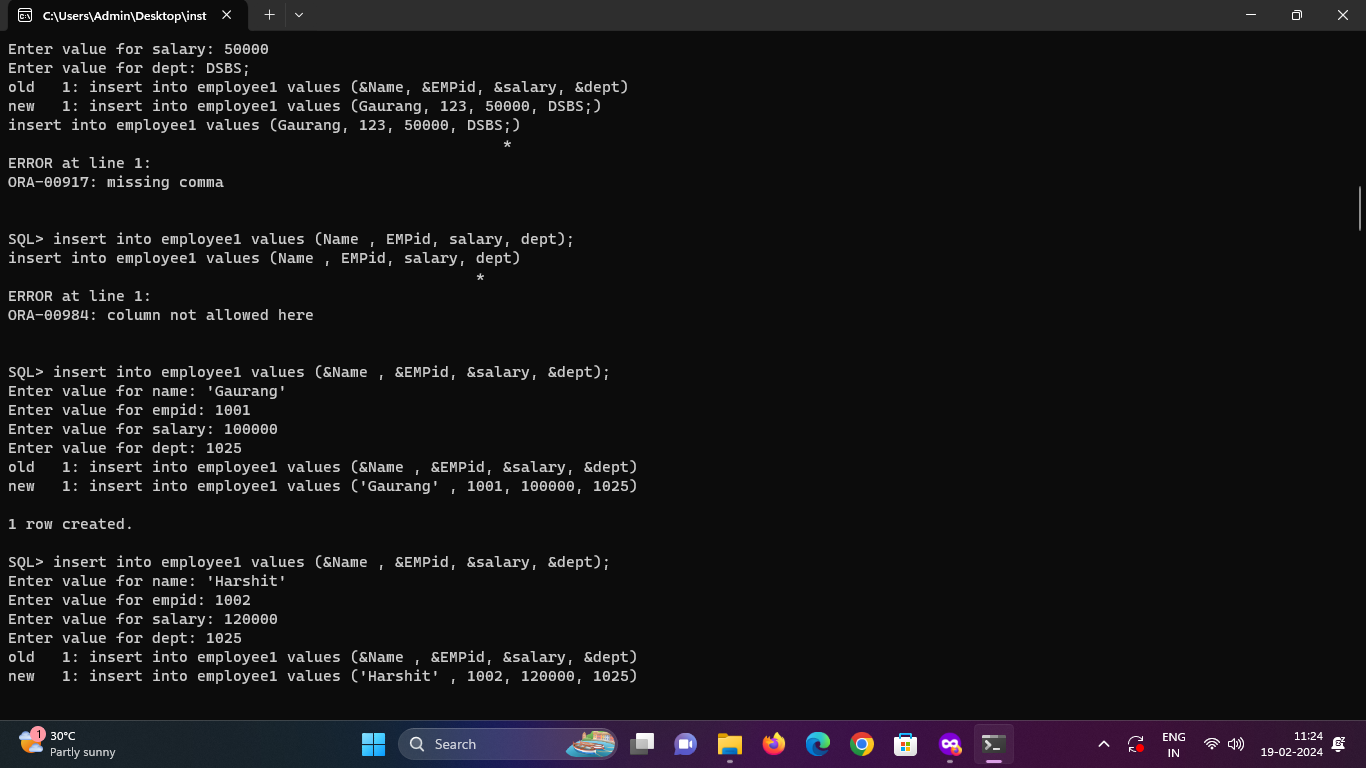 C:\Users\Admin\Desktop\inst
Enter value for salary: 50000
Enter value for dept: DSBS;
old   1: insert into employee1 values (&Name, &EMPid, &salary, &dept)
new   1: insert into employee1 values (Gaurang, 123, 50000, DSBS;)
insert into employee1 values (Gaurang, 123, 50000, DSBS;)
*
ERROR at line 1:
ORA-00917: missing comma
SQL> insert into employee1 values (Name , EMPid, salary, dept);
insert into employee1 values (Name , EMPid, salary, dept)
*
ERROR at line 1:
ORA-00984: column not allowed here
SQL> insert into employee1 values (&Name , &EMPid, &salary, &dept);
Enter value for name: 'Gaurang'
Enter value for empid: 1001
Enter value for salary: 100000
Enter value for dept: 1025
old   1: insert into employee1 values (&Name , &EMPid, &salary, &dept)
new   1: insert into employee1 values ('Gaurang' , 1001, 100000, 1025)
1 row created.
SQL> insert into employee1 values (&Name , &EMPid, &salary, &dept);
Enter value for name: 'Harshit'
Enter value for empid: 1002
Enter value for salary: 120000
Enter value for dept: 1025
old   1: insert into employee1 values (&Name , &EMPid, &salary, &dept)
new   1: insert into employee1 values ('Harshit' , 1002, 120000, 1025)
1
30°C
Partly sunny
Search
ENG
IN
11:24
19-02-2024